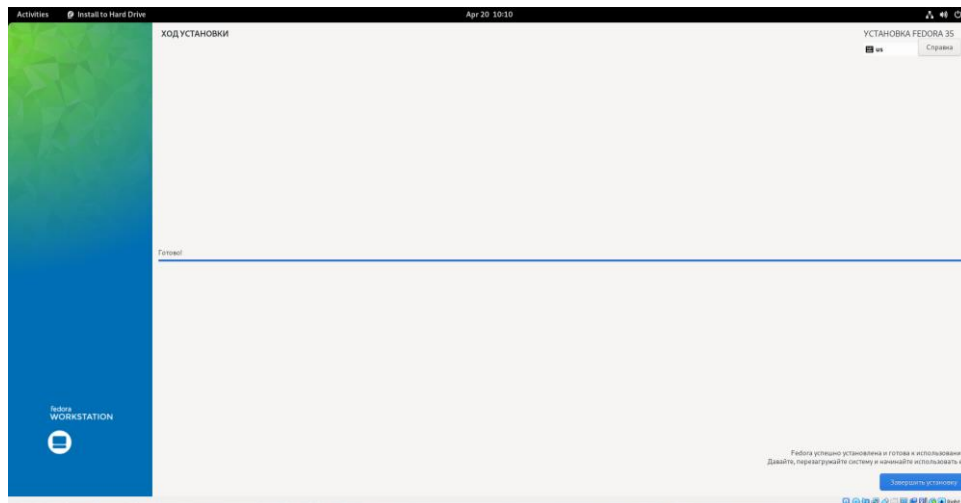 Activities Install to Hard Drive Apr 20 10:10
ХОД УСТАНОВКИ
УСТАНОВКА FEDORA 35
us Справка
Готово!
fedora
WORKSTATION
Fedora успешно установлена и готова к
Давайте, перезагружайте систему и начинайте использовать
Завершить установку